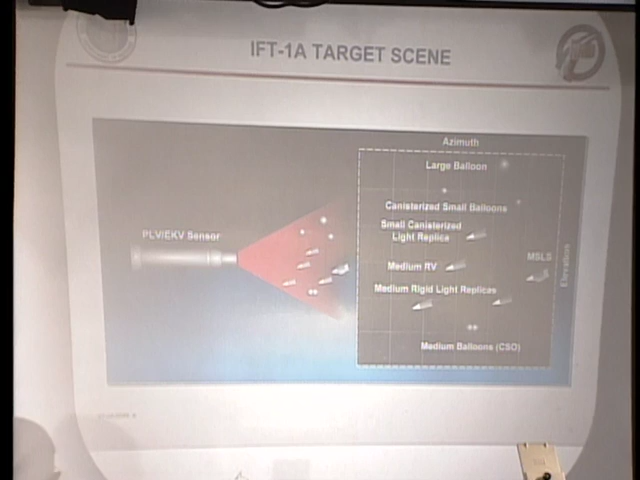 IFT-1A TARGET SCENE
Azimuth
Large Balloon
Canisterized Small Balloons
PLV/EKV Sensor
Small Canisterized
Light Replica
MSLS
Medium RV
Elevation
Medium Rigid Light Replicas
Medium Balloons (CSO)